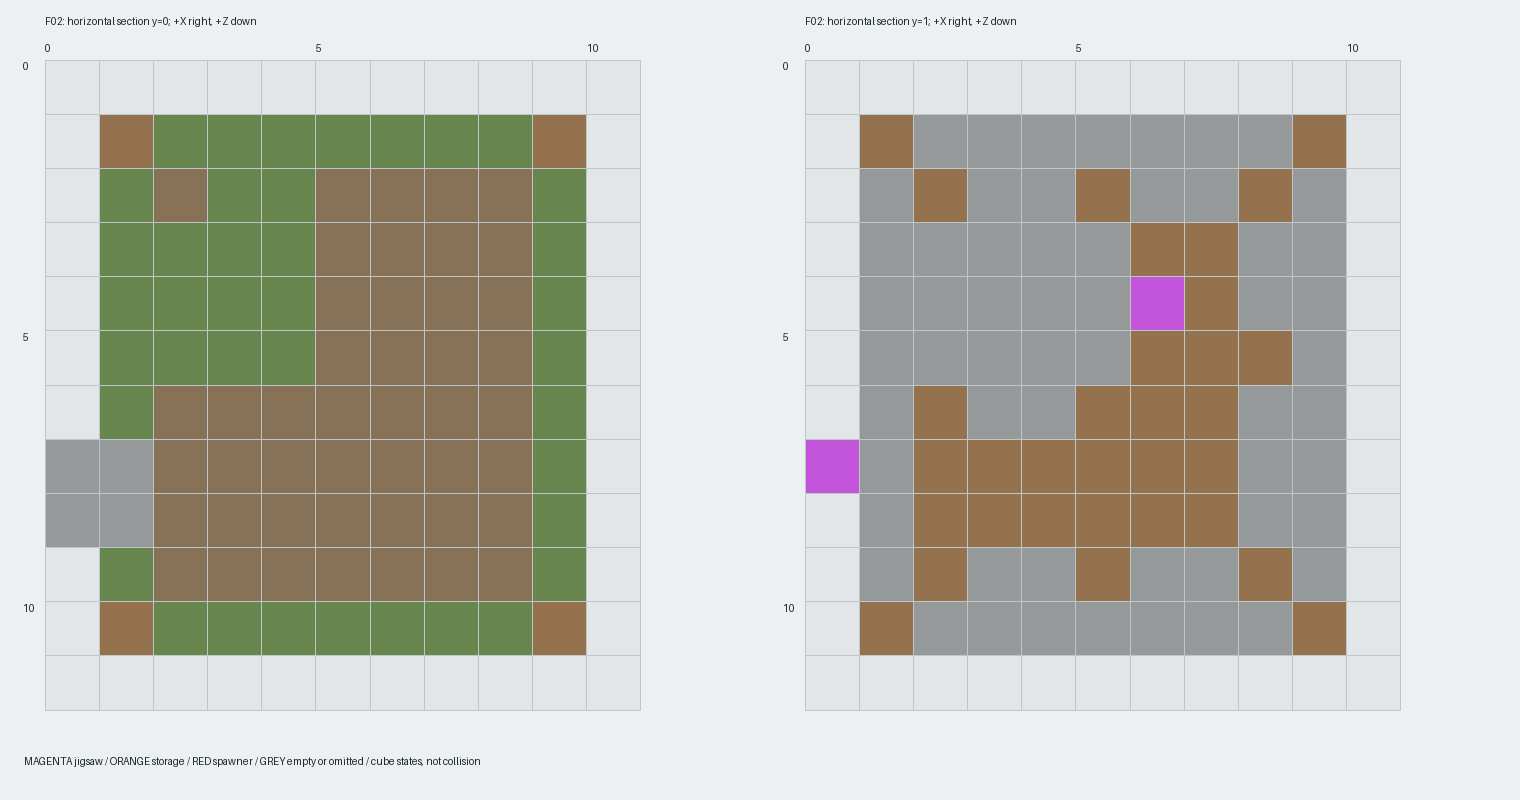 F02: horizontal section y=0; +X right, +Z down
F02: horizontal section y=1; +X right, +Z down
0 5 10
0 5 10
0 0
5 5
10 10
MAGENTA jigsaw / ORANGE storage / RED spawner / GREY empty or omitted / cube states, not collision